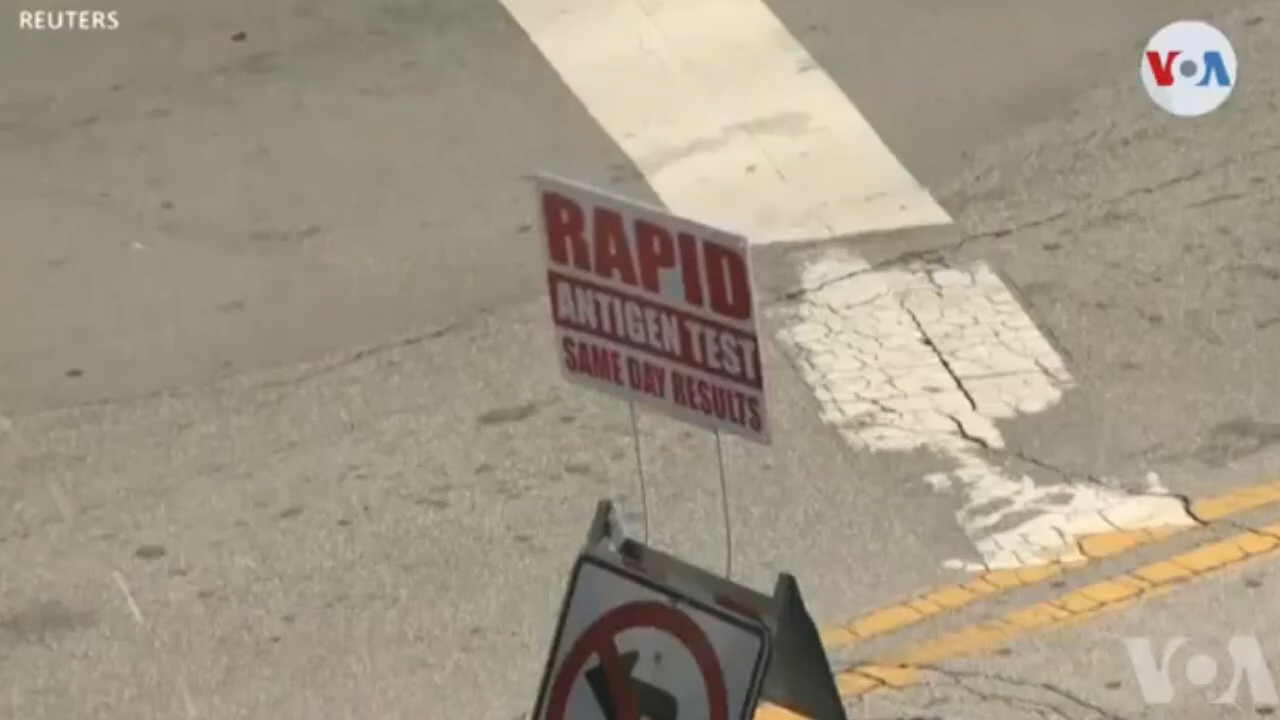 REUTERS
VOA
RAPID
ANTIGEN TEST
SAME DAY RESULTS
VOA